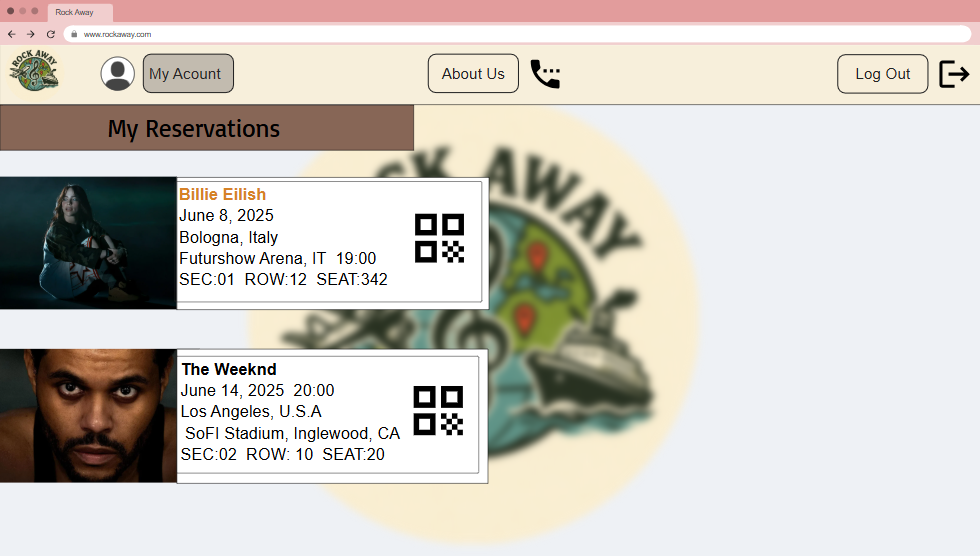 Rock Away
www.rockaway.com
ROCK AWAY
My Acount
About Us
Log Out
My Reservations
ROCK AWAY
Billie Eilish
June 8, 2025
Bologna, Italy
Futurshow Arena, IT 19:00
SEC:01 ROW:12 SEAT:342
The Weeknd
June 14, 2025 20:00
Los Angeles, U.S.A
SoFI Stadium, Inglewood, CA
SEC:02 ROW: 10 SEAT:20